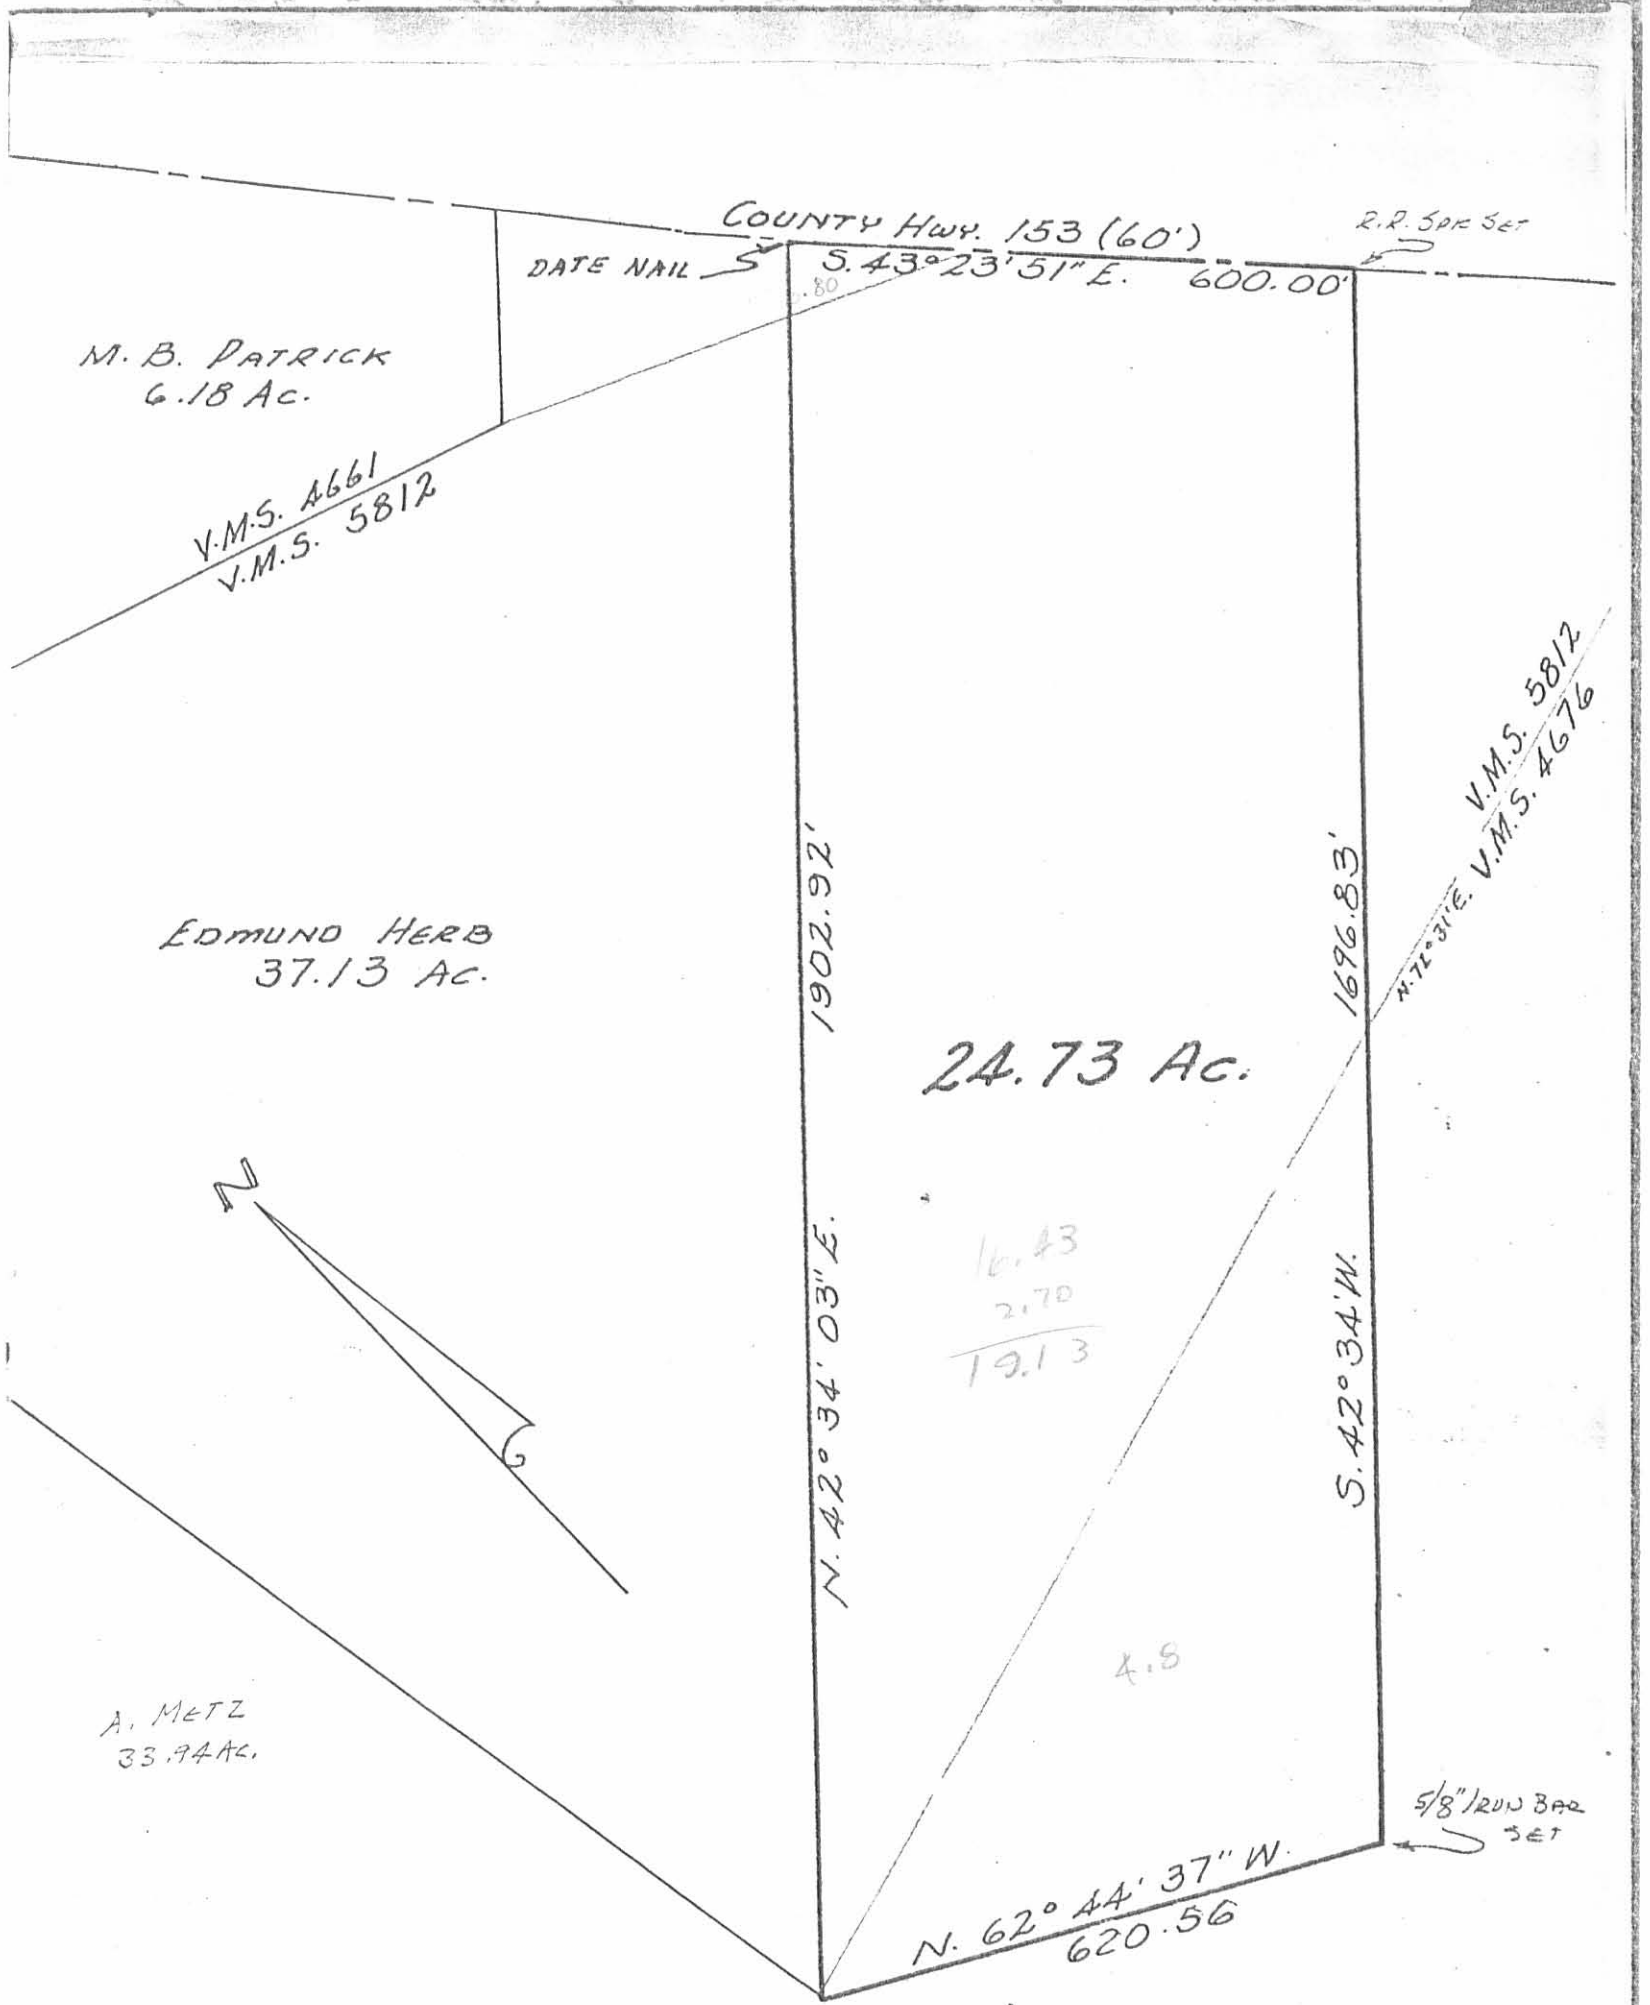 COUNTY HWY. 153 (60')
R.R. SPK SET
DATE NAIL
S. 43° 23' 51" E. 600.00'
.80
M. B. PATRICK
6.18 AC.
V.M.S. 4661
V.M.S. 5812
V.M.S. 5812
V.M.S. 4676
N. 72° 31' E.
1902.92'
1696.83'
EDMUND HERB
37.13 AC.
24.73 AC.
N
N. 42° 34' 03" E.
16.43
2.70
19.13
S. 42° 34' W.
4.8
A. METZ
33.94 AC.
5/8" IRON BAR
SET
N. 62° 44' 37" W.
620.56